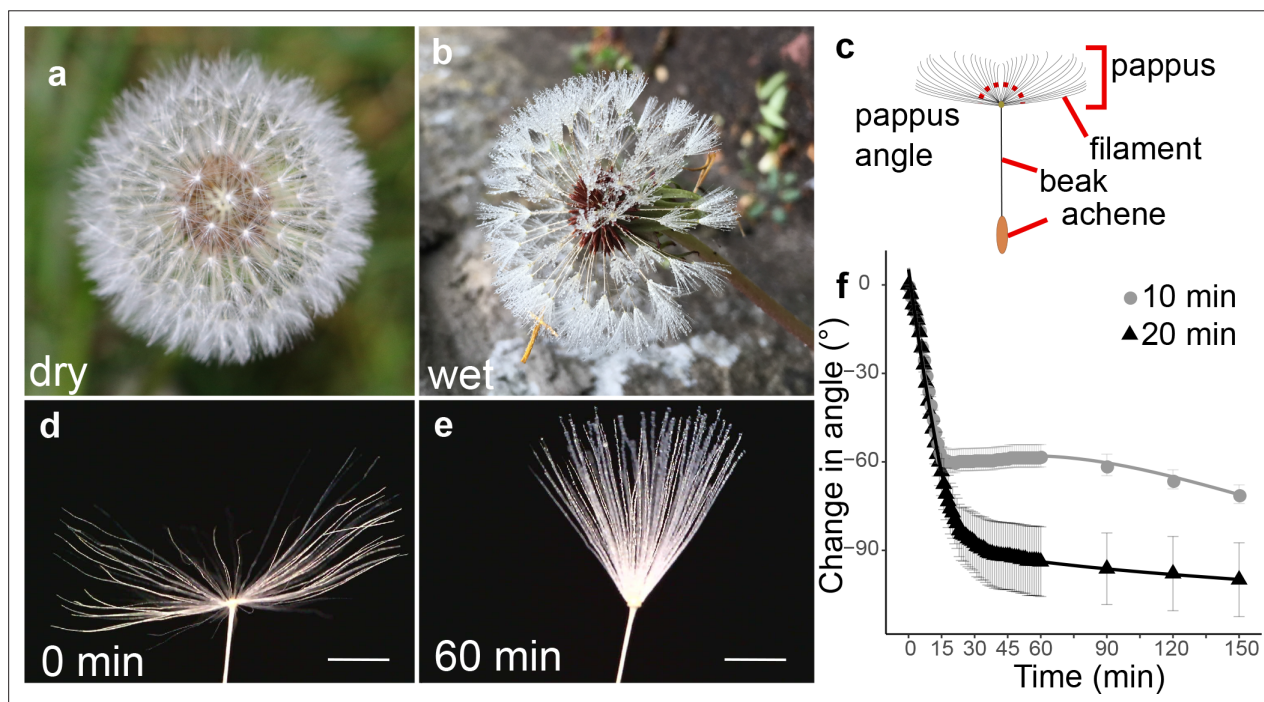 a
dry
b
wet
c
pappus
pappus
angle
filament
beak
achene
d
0 min
e
60 min
f
10 min
20 min
Change in angle (°)
0
−30
−60
−90
0 15 30 45 60 90 120 150
Time (min)